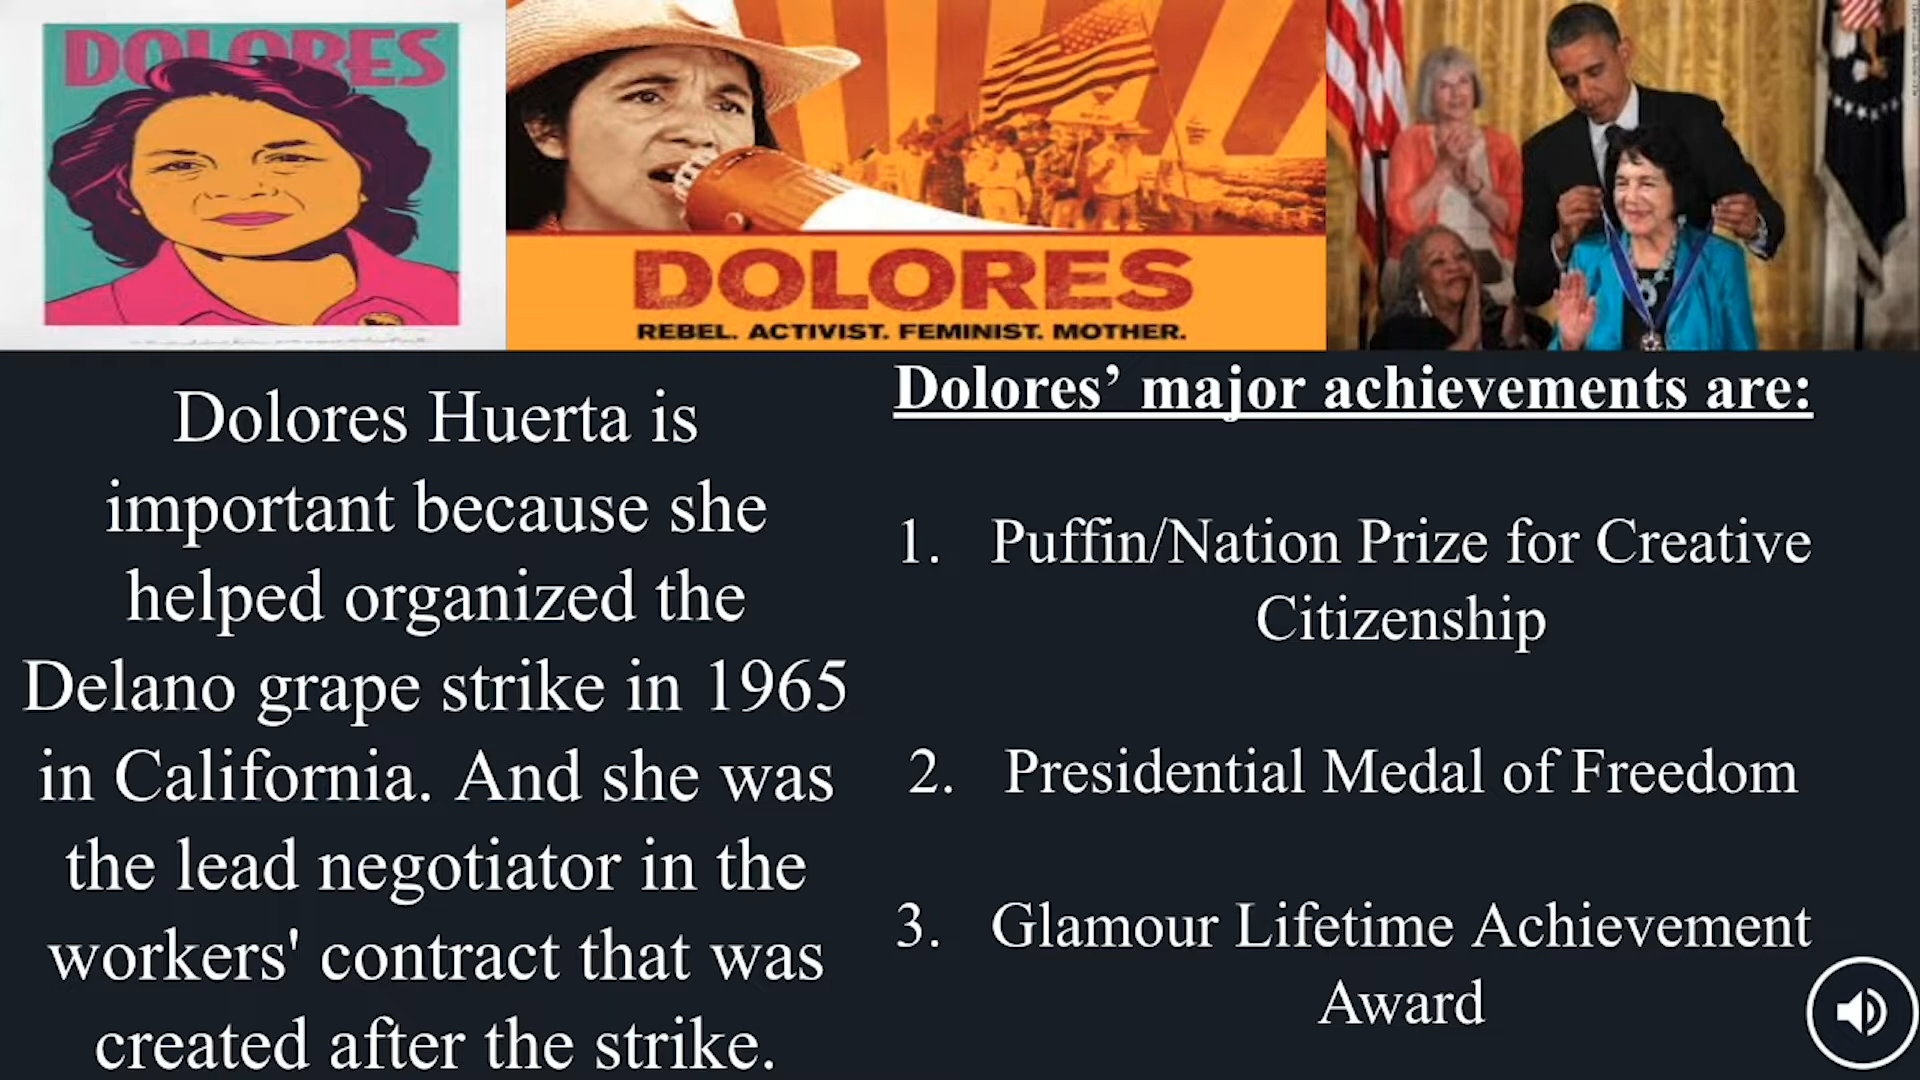 DOLORES
DOLORES
REBEL. ACTIVIST. FEMINIST. MOTHER.
Dolores Huerta is
important because she
helped organized the
Delano grape strike in 1965
in California. And she was
the lead negotiator in the
workers' contract that was
created after the strike.
Dolores’ major achievements are:
1. Puffin/Nation Prize for Creative
Citizenship
2. Presidential Medal of Freedom
3. Glamour Lifetime Achievement
Award